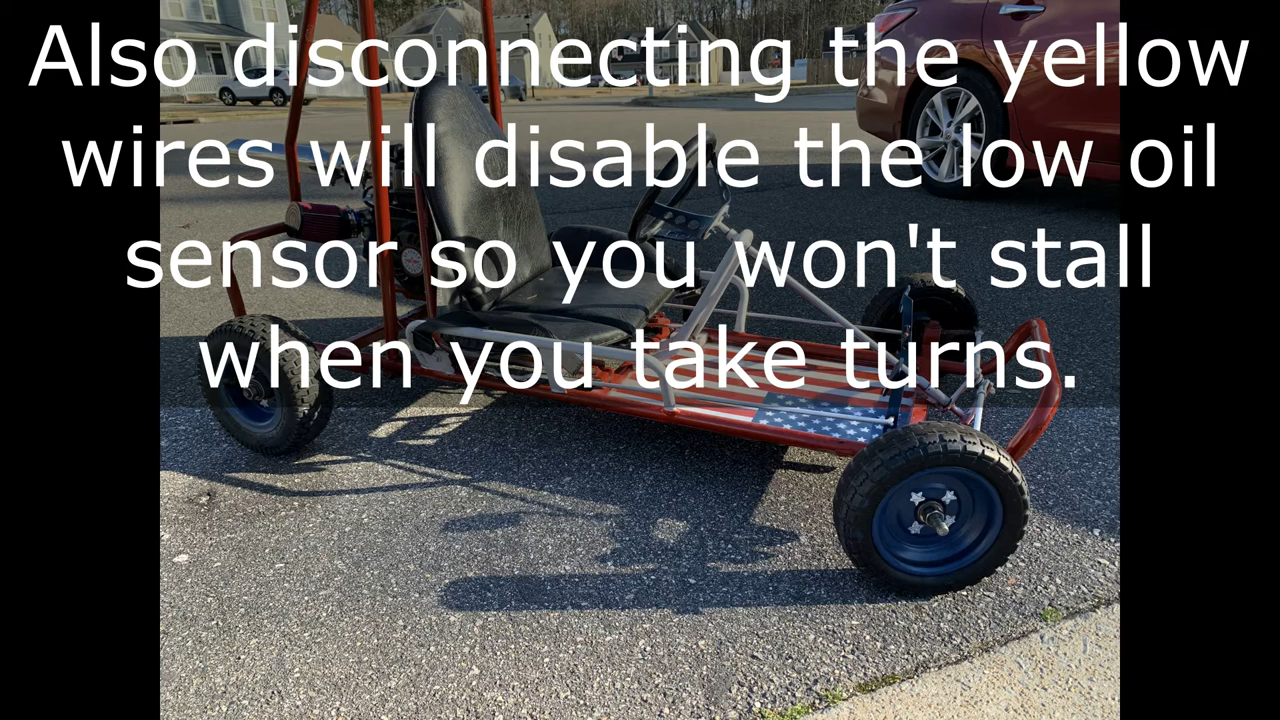 Also disconnecting the yellow
wires will disable the low oil
sensor so you won't stall
when you take turns.